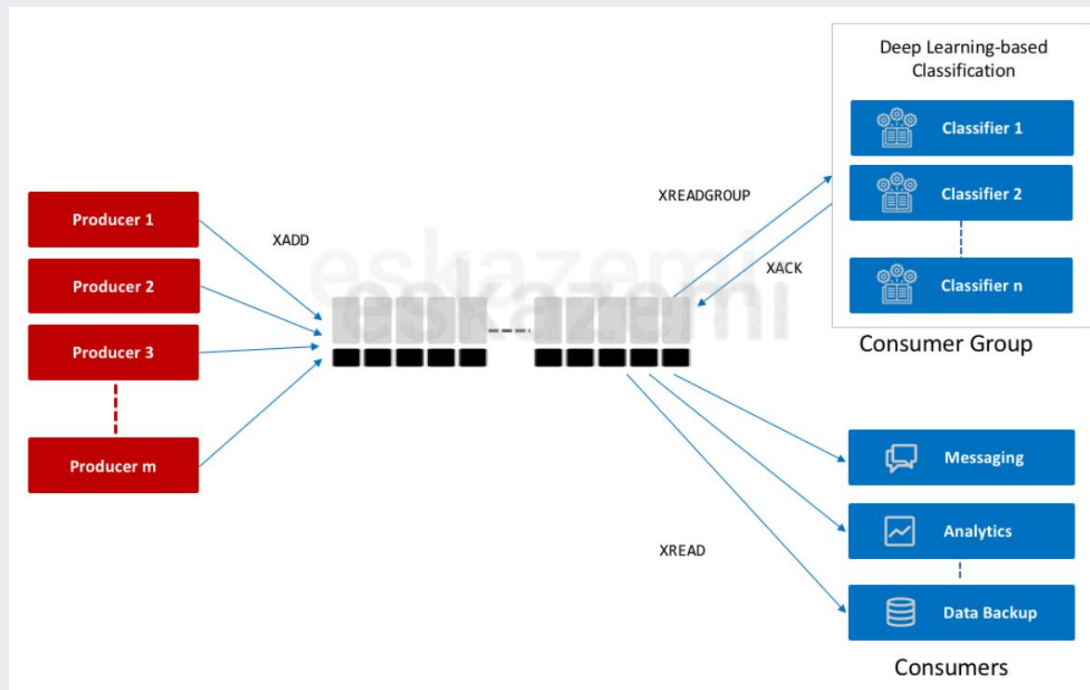 Deep Learning-based
Classification
Classifier 1
Classifier 2
Classifier n
Consumer Group
XREADGROUP
XACK
Producer 1
Producer 2
Producer 3
Producer m
XADD
eskazemi
eskazemi
Messaging
Analytics
Data Backup
XREAD
Consumers